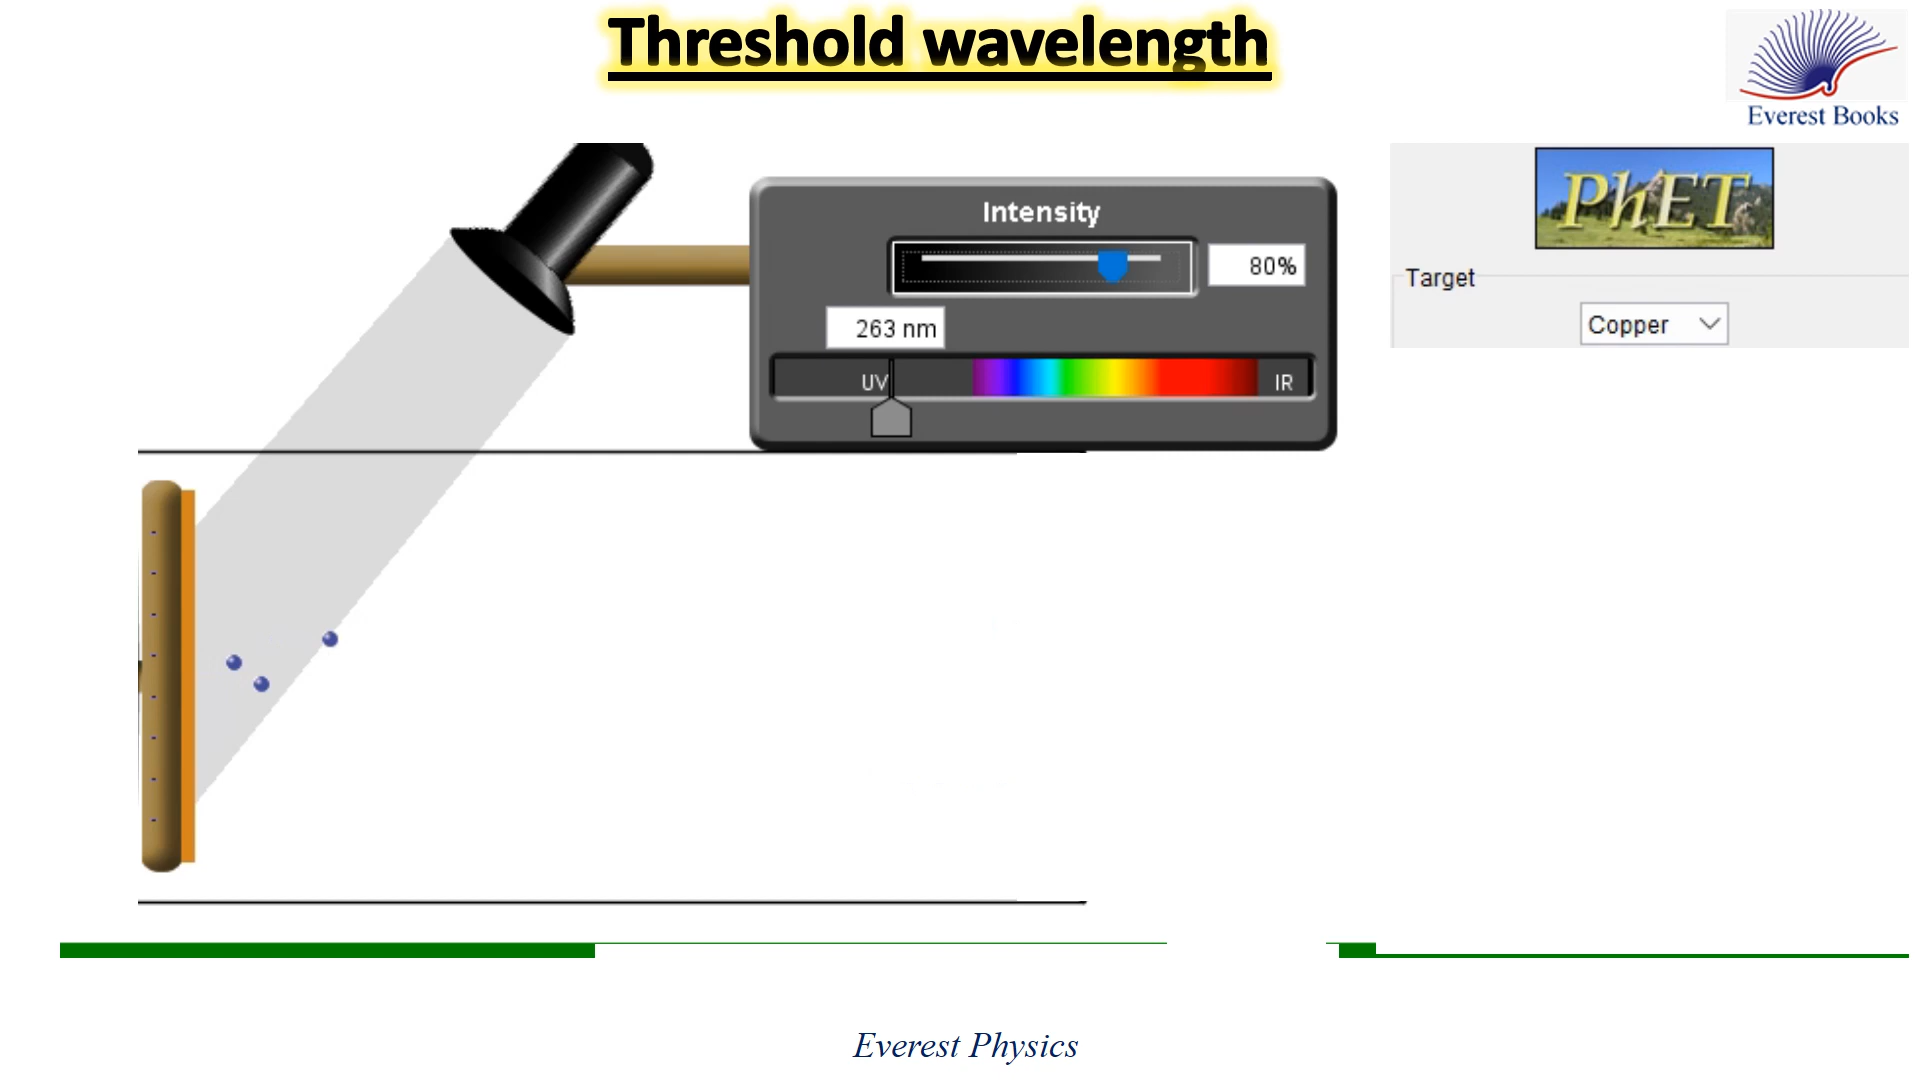 Threshold wavelength
Everest Books
PhET
Intensity
80%
Target
Copper
263 nm
UV
IR
Everest Physics